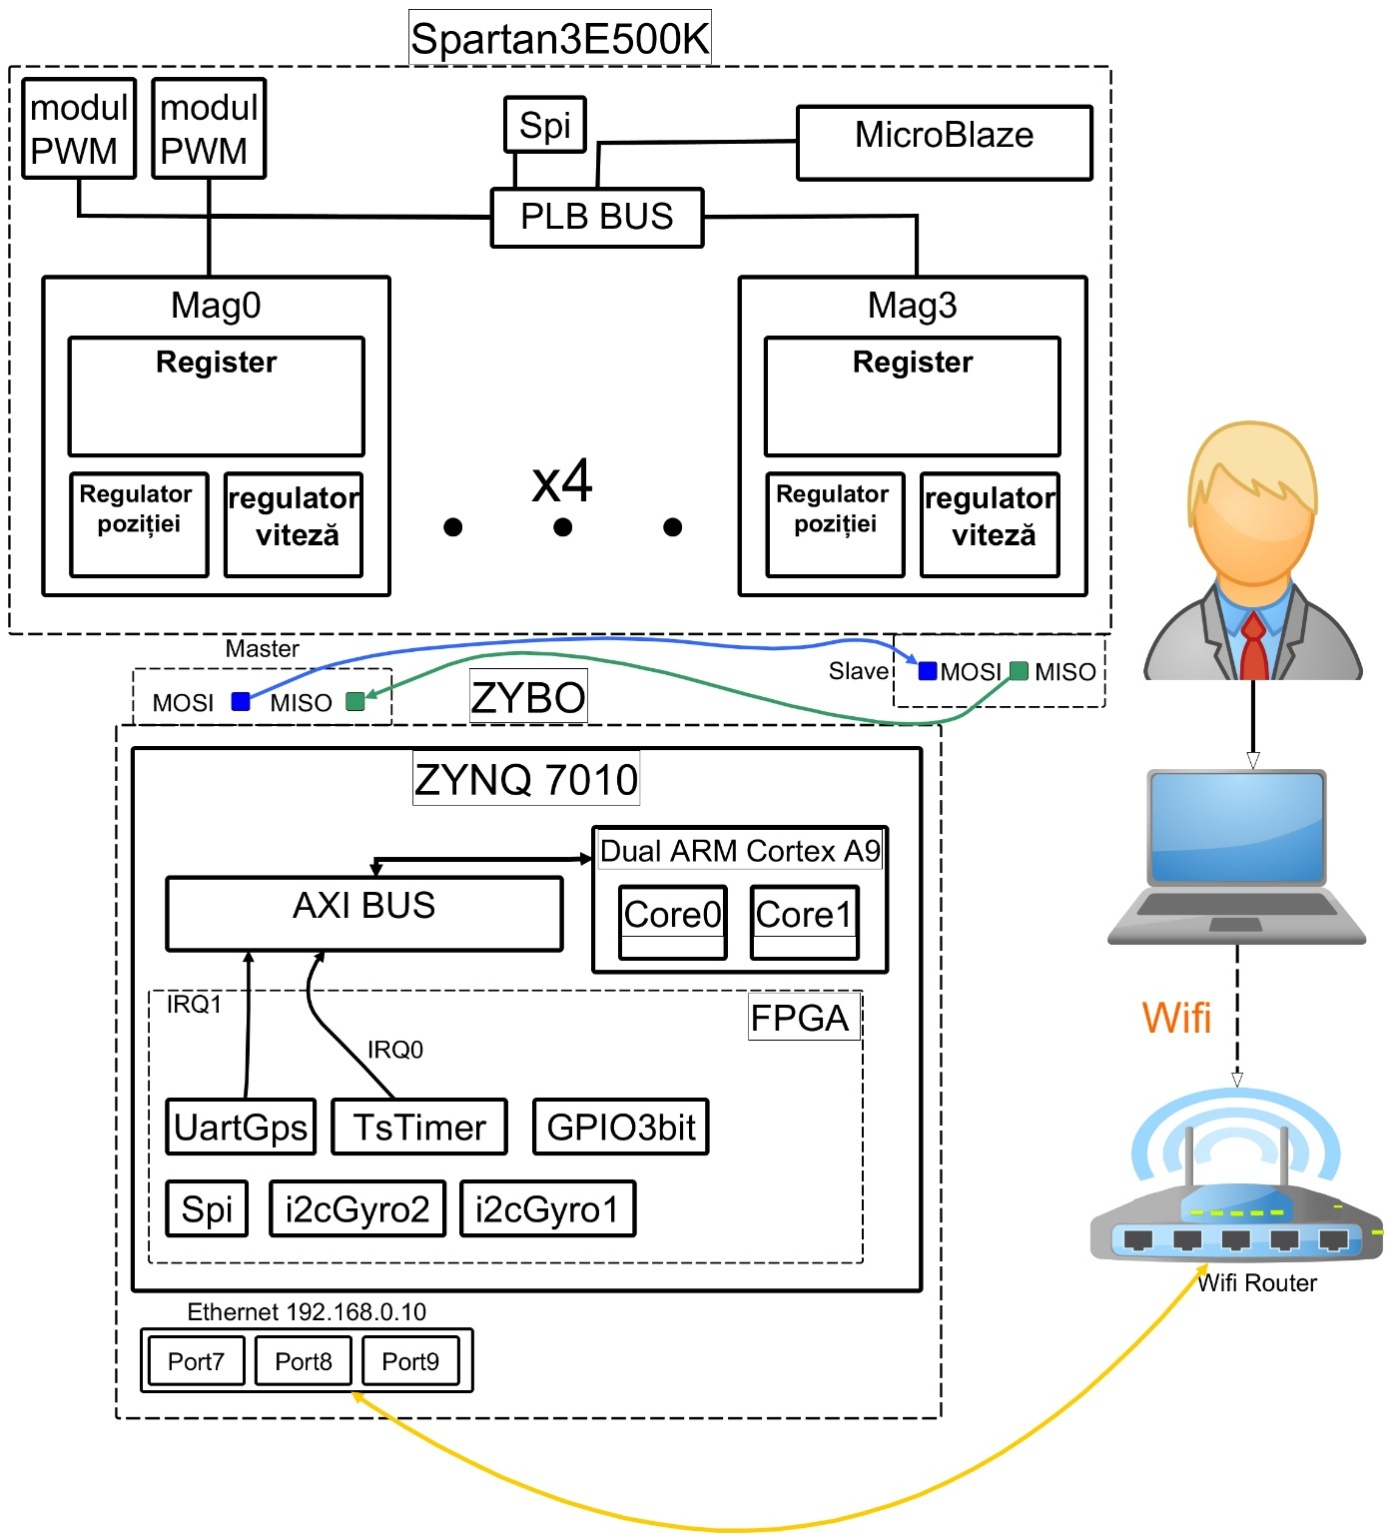 Spartan3E500K
modul
PWM
modul
PWM
Spi
MicroBlaze
PLB BUS
Mag0
Register
Regulator
poziției
regulator
viteză
x4
Mag3
Register
Regulator
poziției
regulator
viteză
Master
MOSI
MISO
Slave
MOSI
MISO
ZYBO
ZYNQ 7010
Dual ARM Cortex A9
Core0
Core1
AXI BUS
IRQ1
FPGA
IRQ0
UartGps
TsTimer
GPIO3bit
Spi
i2cGyro2
i2cGyro1
Ethernet 192.168.0.10
Port7
Port8
Port9
Wifi
Wifi Router